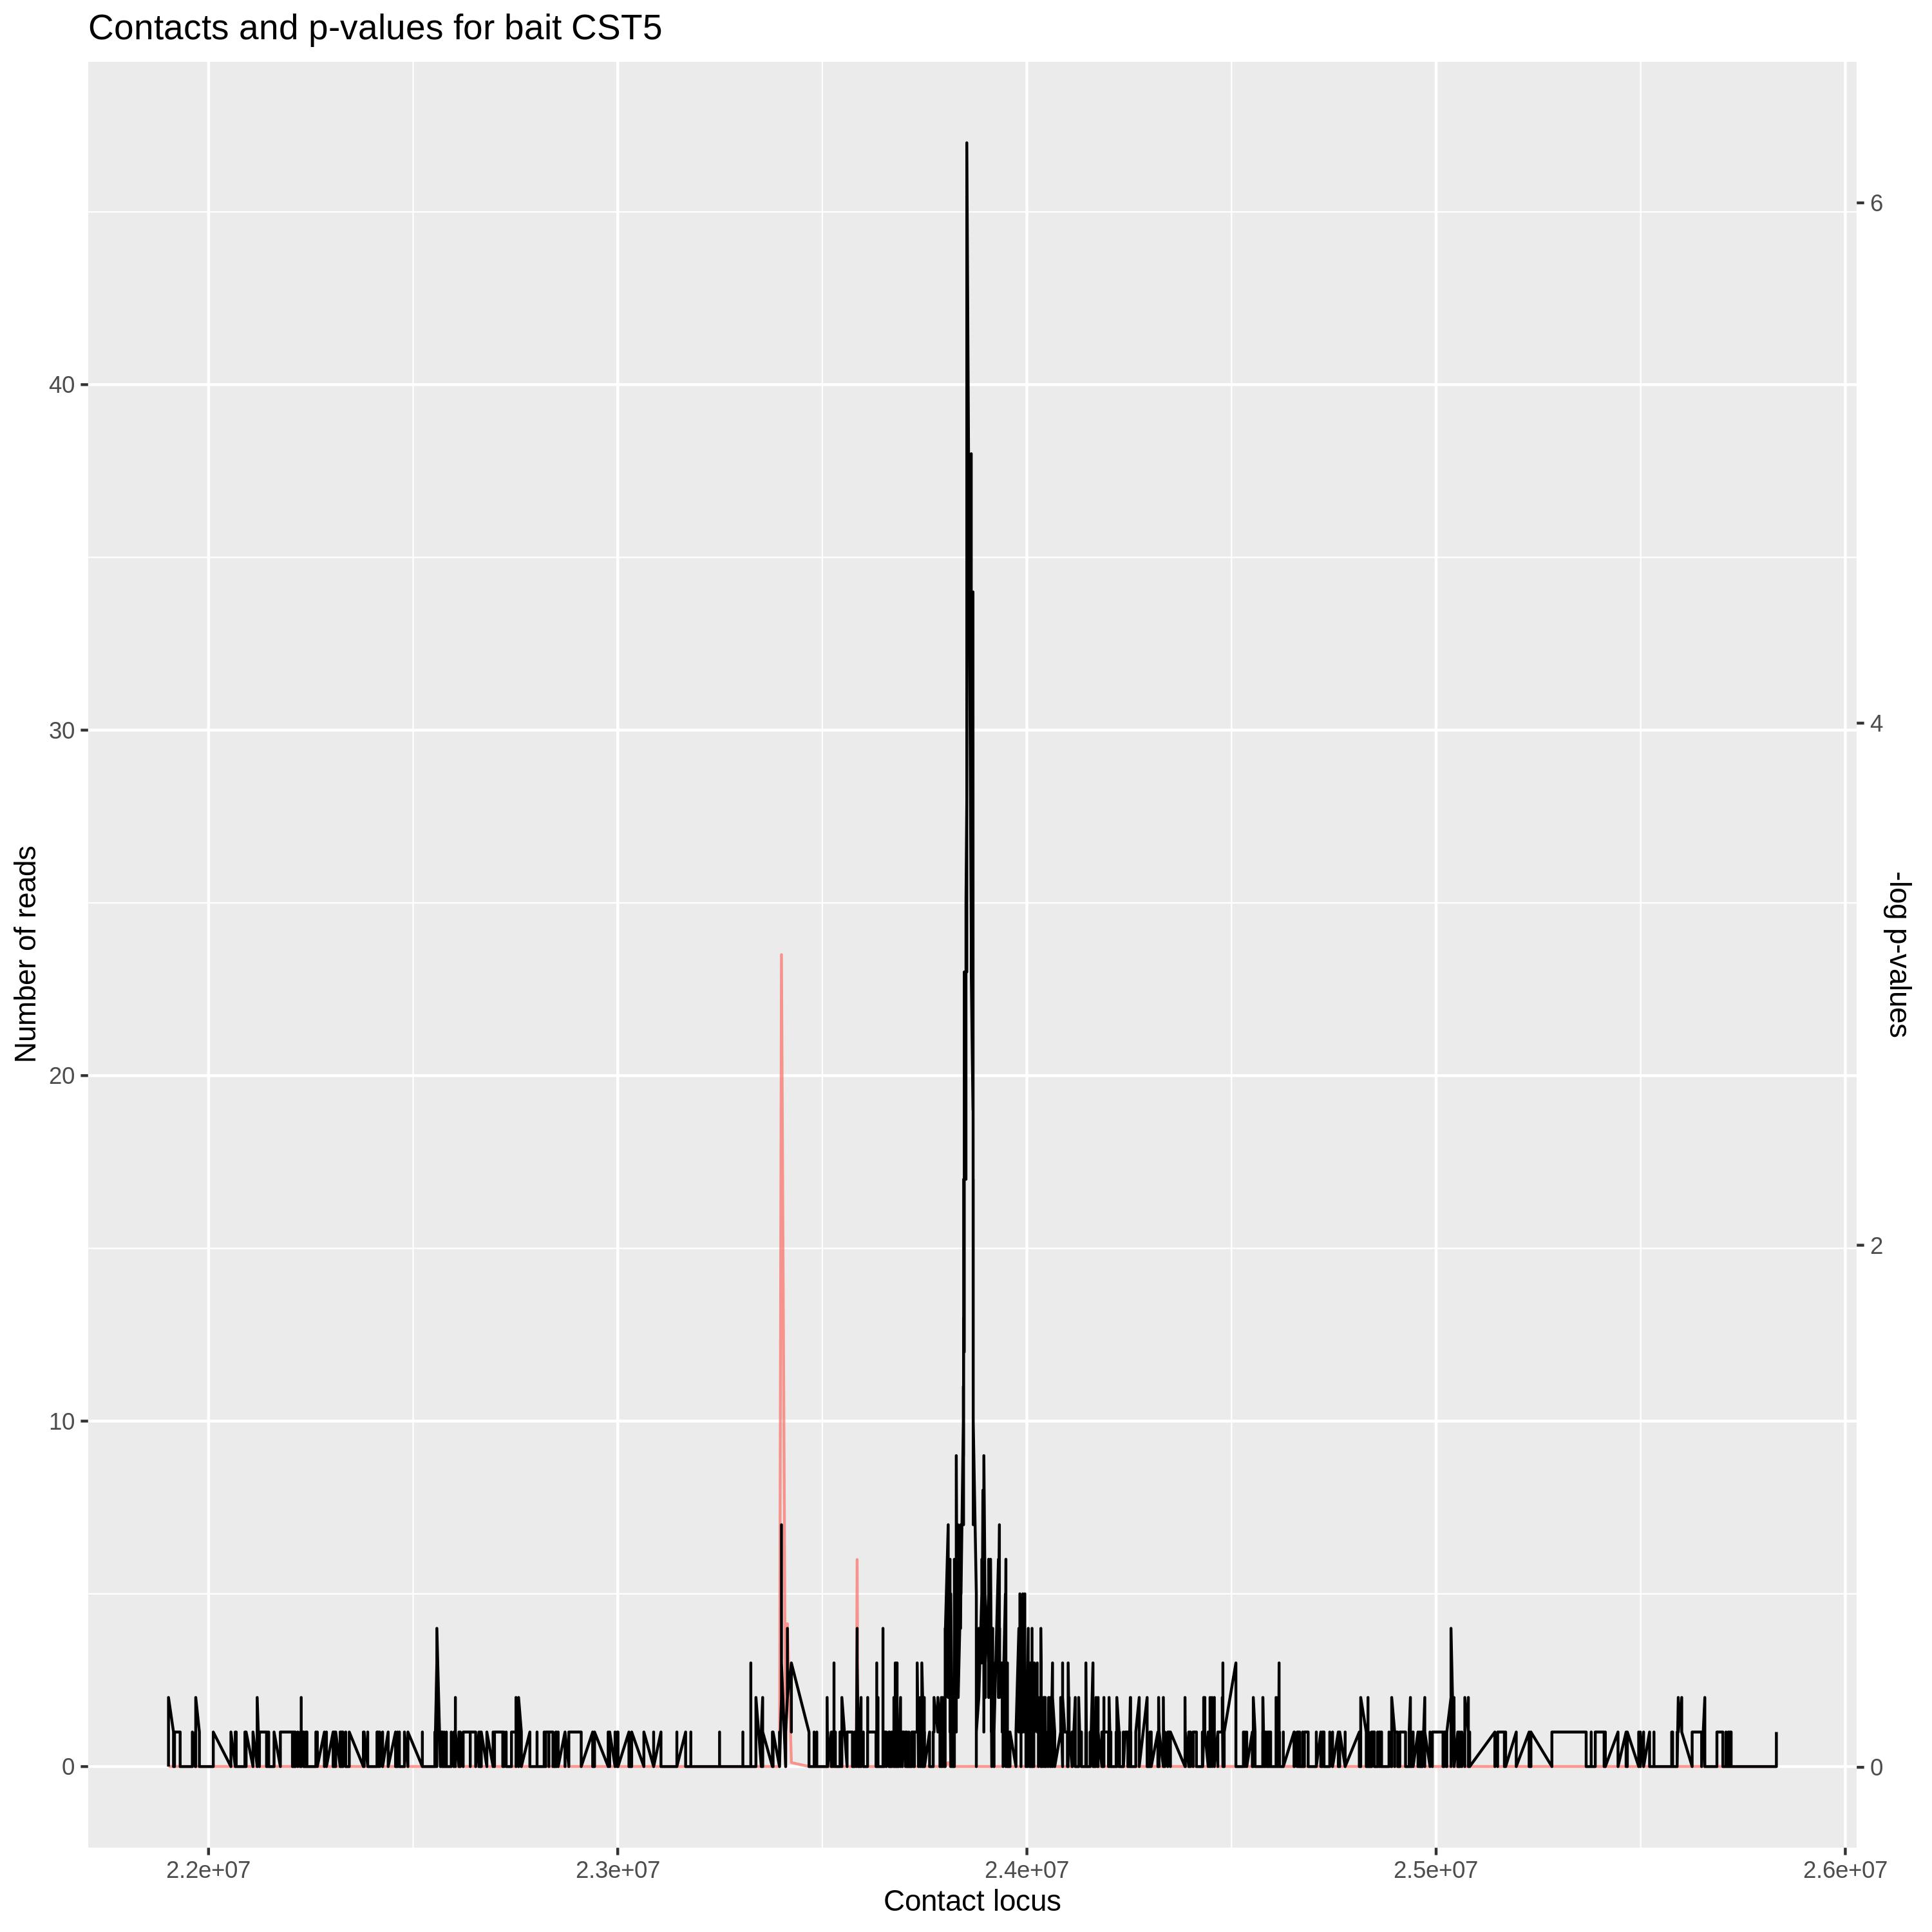 Contacts and p-values for bait CST5
40
30
20
10
0
Number of reads
6
4
2
0
-log p-values
2.2e+07 2.3e+07 2.4e+07 2.5e+07 2.6e+07
Contact locus